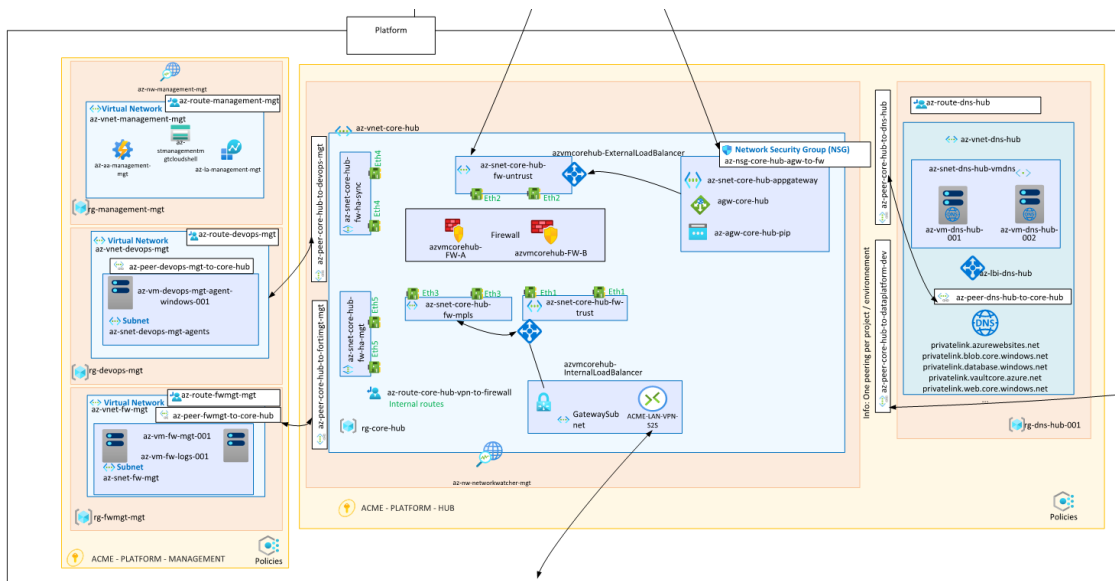 Platform
az-nw-management-mgt
az-route-management-mgt
Virtual Network
az-vnet-management-mgt
az-aa-management-
mgt
az-
stmanagementm
gtcloudshell
az-la-management-mgt
rg-management-mgt
az-route-devops-mgt
Virtual Network
az-vnet-devops-mgt
az-peer-devops-mgt-to-core-hub
az-vm-devops-mgt-agent-
windows-001
Subnet
az-snet-devops-mgt-agents
rg-devops-mgt
az-route-fwmgt-mgt
Virtual Network
az-vnet-fw-mgt
az-peer-fwmgt-to-core-hub
az-vm-fw-mgt-001
az-vm-fw-logs-001
Subnet
az-snet-fw-mgt
rg-fwmgt-mgt
ACME - PLATFORM - MANAGEMENT
Policies
az-peer-core-hub-to-devops-mgt
az-peer-core-hub-to-fortimgt-mgt
az-vnet-core-hub
az-snet-core-hub-
fw-ha-sync
Eth4
Eth4
azvmcorehub-ExternalLoadBalancer
az-snet-core-hub-
fw-untrust
Eth2
Eth2
Firewall
azvmcorehub-
FW-A
azvmcorehub-FW-B
Network Security Group (NSG)
az-nsg-core-hub-agw-to-fw
az-snet-core-hub-appgateway
agw-core-hub
az-agw-core-hub-pip
az-snet-core-hub-
fw-ha-mgt
Eth5
Eth5
Eth3
Eth3
az-snet-core-hub-
fw-mpls
Eth1
Eth1
az-snet-core-hub-fw-
trust
azvmcorehub-
InternalLoadBalancer
az-route-core-hub-vpn-to-firewall
Internal routes
rg-core-hub
GatewaySub
net
ACME-LAN-VPN-
S2S
az-nw-networkwatcher-mgt
ACME - PLATFORM - HUB
Policies
Info: One peering per project / environnement
az-peer-core-hub-to-dns-hub
az-peer-core-hub-to-dataplatform-dev
az-route-dns-hub
az-vnet-dns-hub
az-snet-dns-hub-vmdns
az-vm-dns-hub-
001
az-vm-dns-hub-
002
az-lbi-dns-hub
az-peer-dns-hub-to-core-hub
DNS
privatelink.azurewebsites.net
privatelink.blob.core.windows.net
privatelink.database.windows.net
privatelink.vaultcore.azure.net
privatelink.web.core.windows.net
...
rg-dns-hub-001